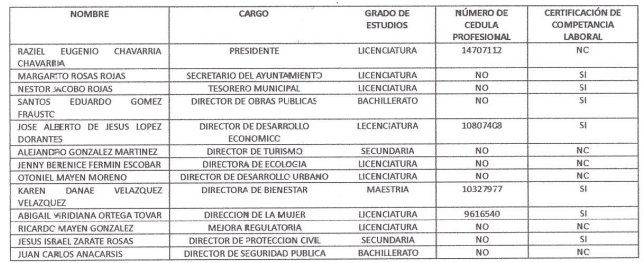 NOMBRE CARGO GRADO DE ESTUDIOS NÚMERO DE CEDULA PROFESIONAL CERTIFICACIÓN DE COMPETANCIA LABORAL
RAZIEL EUGENIO CHAVARRIA CHAVARRIA PRESIDENTE LICENCIATURA 14707112 NC
MARGARITO ROSAS ROJAS SECRETARIO DEL AYUNTAMIENTO LICENCIATURA NO SI
NESTOR JACOBO ROJAS TESORERO MUNICIPAL LICENCIATURA NO SI
SANTOS EDUARDO GOMEZ FRAUSTO DIRECTOR DE OBRAS PUBLICAS BACHILLERATO NO SI
JOSE ALBERTO DE JESUS LOPEZ DORANTES DIRECTOR DE DESARROLLO ECONOMICO LECENCIATURA 10807408 SI
ALEJANDRO GONZALEZ MARTINEZ DIRECTOR DE TURISMO SECUNDARIA NO NC
JENNY BERENICE FERMIN ESCOBAR DIRECTORA DE ECOLOGIA LICENCIATURA NO NC
OTONIEL MAYEN MORENO DIRECTOR DE DESARROLLO URBANO LICENCIATURA NO NC
KAREN DANAE VELAZQUEZ VELAZQUEZ DIRECTORA DE BIENESTAR MAESTRIA 10327977 SI
ABIGAIL VIRIDIANA ORTEGA TOVAR DIRECCION DE LA MUJER LICENCIATURA 9616540 SI
RICARDO MAYEN GONZALEZ MEJORA REGULATORIA LICENCIATURA NO NC
JESUS ISRAEL ZARATE ROSAS DIRECTOR DE PROTECCION CIVIL SECUNDARIA NO SI
JUAN CARLOS ANACARSIS DIRECTOR DE SEGURIDAD PUBLICA BACHILLERATO NO NC